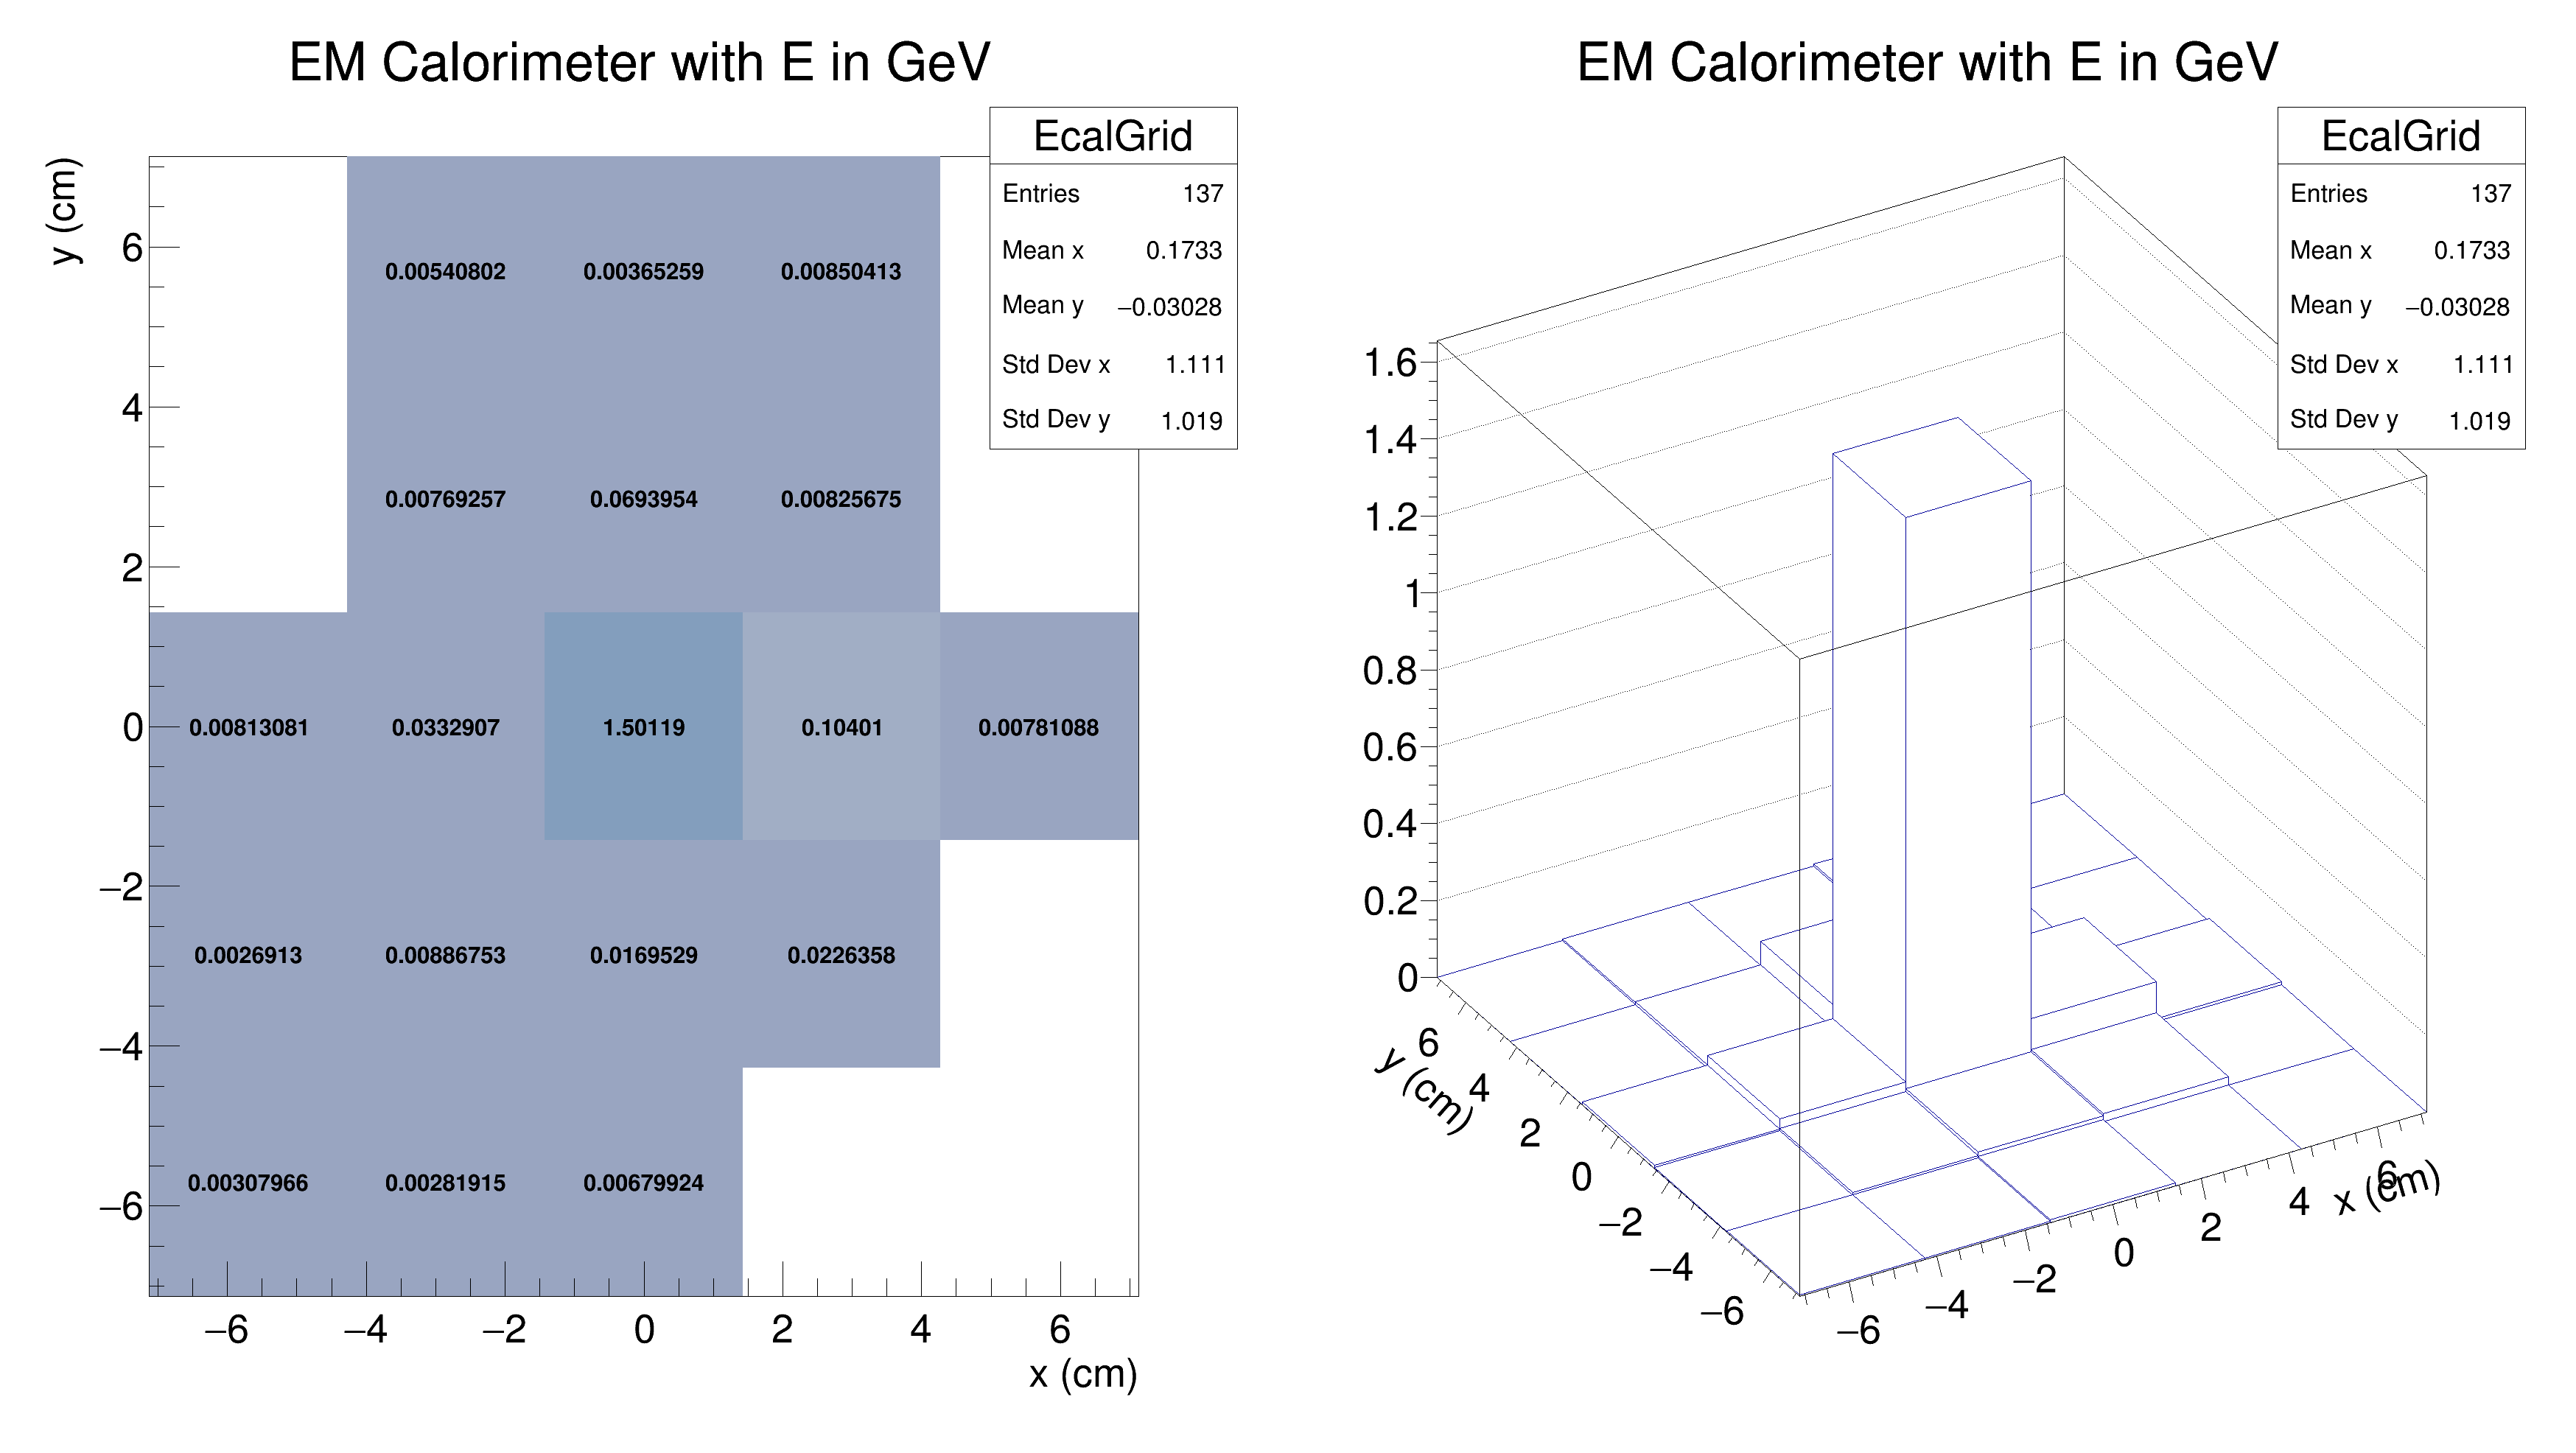 EM Calorimeter with E in GeV
EcalGrid
Entries 137
Mean x 0.1733
Mean y −0.03028
Std Dev x 1.111
Std Dev y 1.019
y (cm)
6
4
2
0
−2
−4
−6
0.00540802 0.00365259 0.00850413
0.00769257 0.0693954 0.00825675
0.00813081 0.0332907 1.50119 0.10401 0.00781088
0.0026913 0.00886753 0.0169529 0.0226358
0.00307966 0.00281915 0.00679924
−6 −4 −2 0 2 4 6
x (cm)
EM Calorimeter with E in GeV
EcalGrid
Entries 137
Mean x 0.1733
Mean y −0.03028
Std Dev x 1.111
Std Dev y 1.019
1.6
1.4
1.2
1
0.8
0.6
0.4
0.2
0
6
4
2
0
−2
−4
−6
y (cm)
−6 −4 −2 0 2 4 6
x (cm)